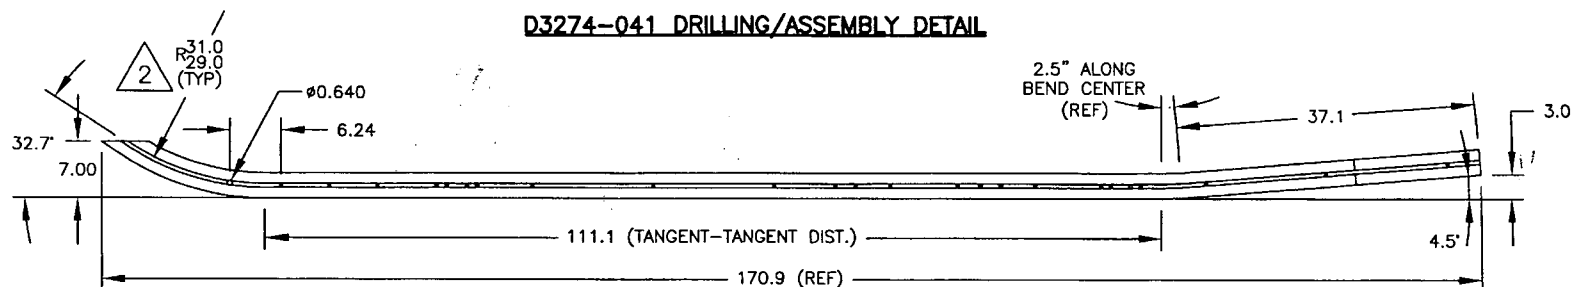 D3274-041 DRILLING/ASSEMBLY DETAIL
2
R31.0
29.0
(TYP)
ø0.640
6.24
32.7°
7.00
2.5" ALONG
BEND CENTER
(REF)
37.1
3.0
4.5°
111.1 (TANGENT-TANGENT DIST.)
170.9 (REF)